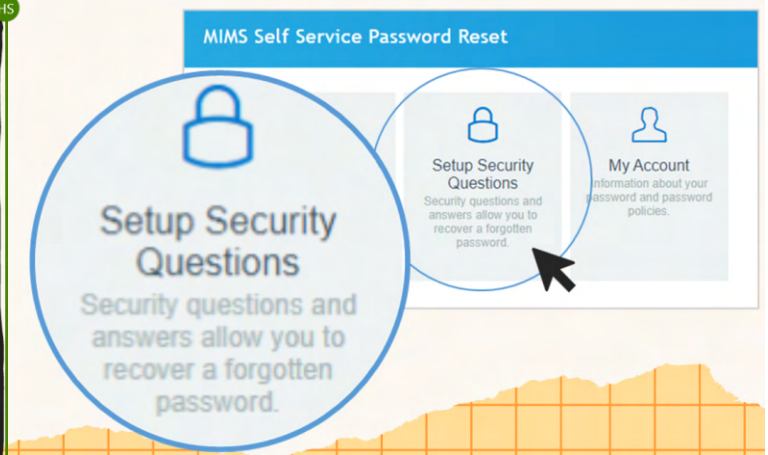 HS
MIMS Self Service Password Reset
Setup Security
Questions
Security questions and
answers allow you to
recover a forgotten
password.
Setup Security
Questions
Security questions and
answers allow you to
recover a forgotten
password.
My Account
Information about your
password and password
policies.